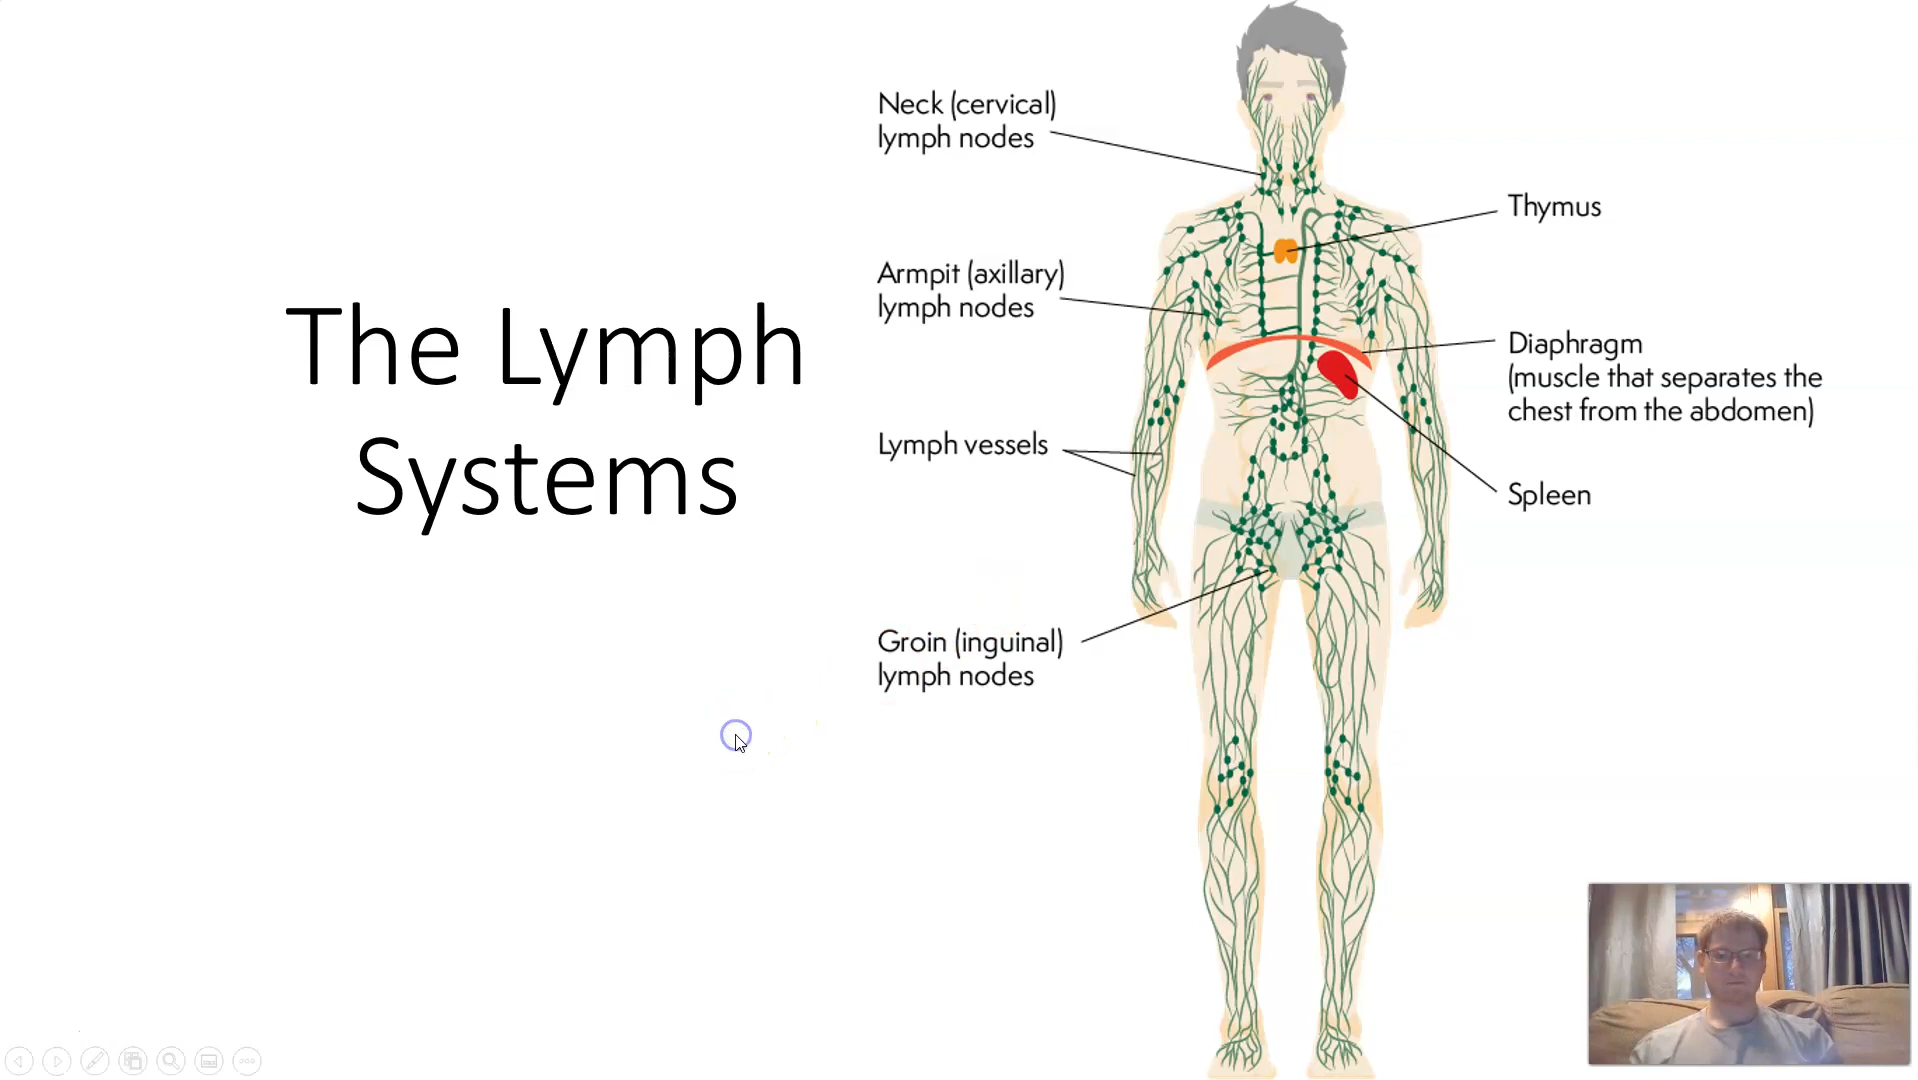 The Lymph
Systems
Neck (cervical)
lymph nodes
Armpit (axillary)
lymph nodes
Lymph vessels
Groin (inguinal)
lymph nodes
Thymus
Diaphragm
(muscle that separates the
chest from the abdomen)
Spleen